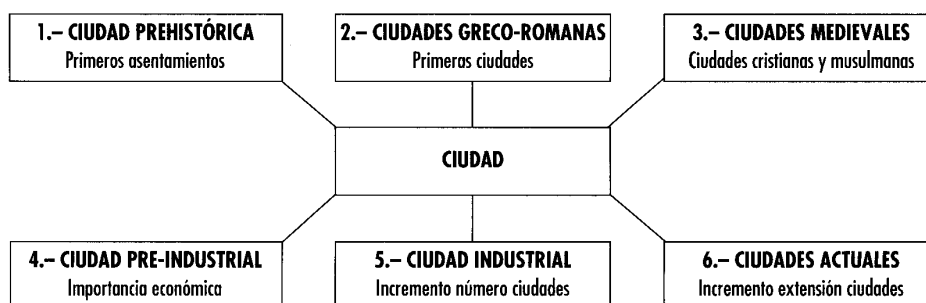 1.– CIUDAD PREHISTÓRICA
Primeros asentamientos
2.– CIUDADES GRECO-ROMANAS
Primeras ciudades
3.– CIUDADES MEDIEVALES
Ciudades cristianas y musulmanas
CIUDAD
4.– CIUDAD PRE-INDUSTRIAL
Importancia económica
5.– CIUDAD INDUSTRIAL
Incremento número ciudades
6.– CIUDADES ACTUALES
Incremento extensión ciudades